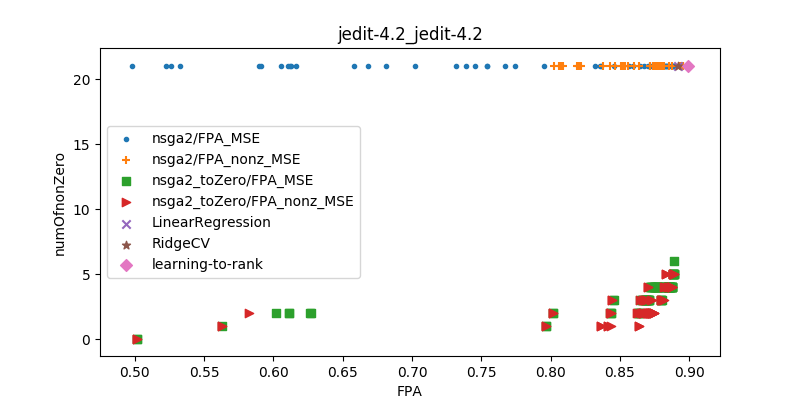 jedit-4.2_jedit-4.2
numOfnonZero
20
15
10
5
0
nsga2/FPA_MSE
nsga2/FPA_nonz_MSE
nsga2_toZero/FPA_MSE
nsga2_toZero/FPA_nonz_MSE
LinearRegression
RidgeCV
learning-to-rank
0.50 0.55 0.60 0.65 0.70 0.75 0.80 0.85 0.90
FPA